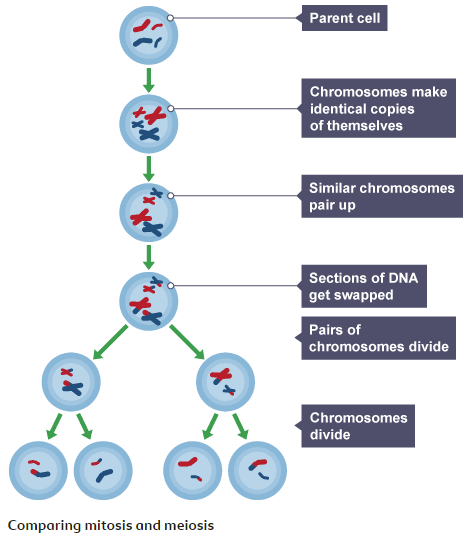 Parent cell
Chromosomes make
identical copies
of themselves
Similar chromosomes
pair up
Sections of DNA
get swapped
Pairs of
chromosomes divide
Chromosomes
divide
Comparing mitosis and meiosis